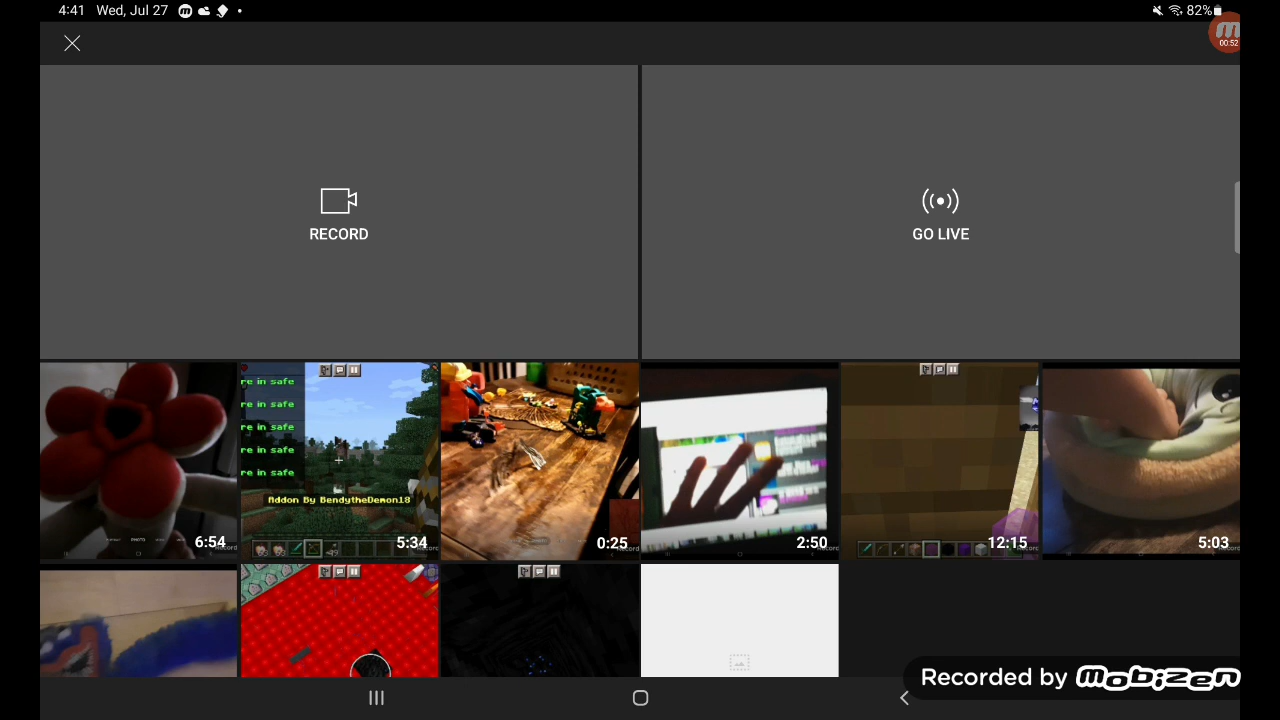 4:41 Wed, Jul 27
82%
00:52
RECORD
GO LIVE
re in safe
re in safe
re in safe
re in safe
re in safe
Addon By BendytheDemon18
6:54
5:34
0:25
2:50
12:15
5:03
Recorded by mobizen